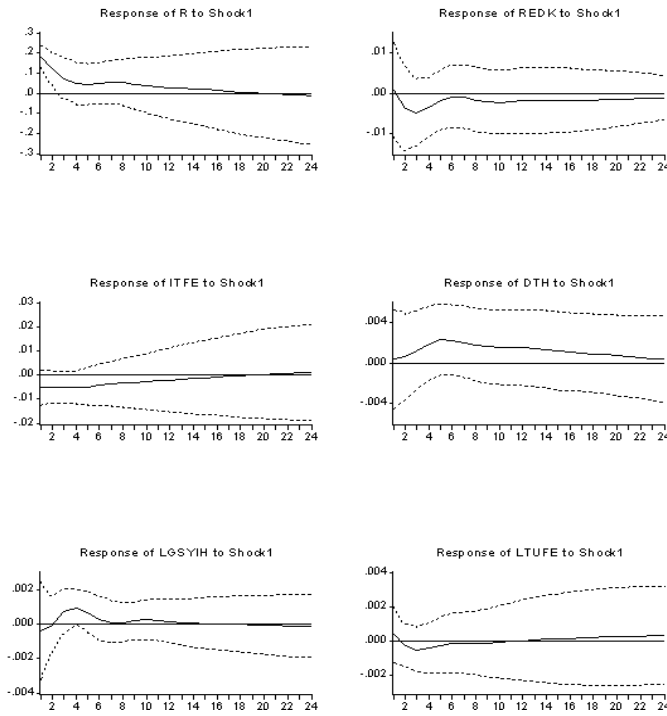 Response of R to Shock1
.3
.2
.1
.0
-.1
-.2
-.3
2 4 6 8 10 12 14 16 18 20 22 24
Response of REDK to Shock1
.01
.00
-.01
2 4 6 8 10 12 14 16 18 20 22 24
Response of ITFE to Shock1
.03
.02
.01
.00
-.01
-.02
2 4 6 8 10 12 14 16 18 20 22 24
Response of DTH to Shock1
.004
.000
-.004
2 4 6 8 10 12 14 16 18 20 22 24
Response of LGSYIH to Shock1
.002
.000
-.002
-.004
2 4 6 8 10 12 14 16 18 20 22 24
Response of LTUFE to Shock1
.004
.002
.000
-.002
2 4 6 8 10 12 14 16 18 20 22 24